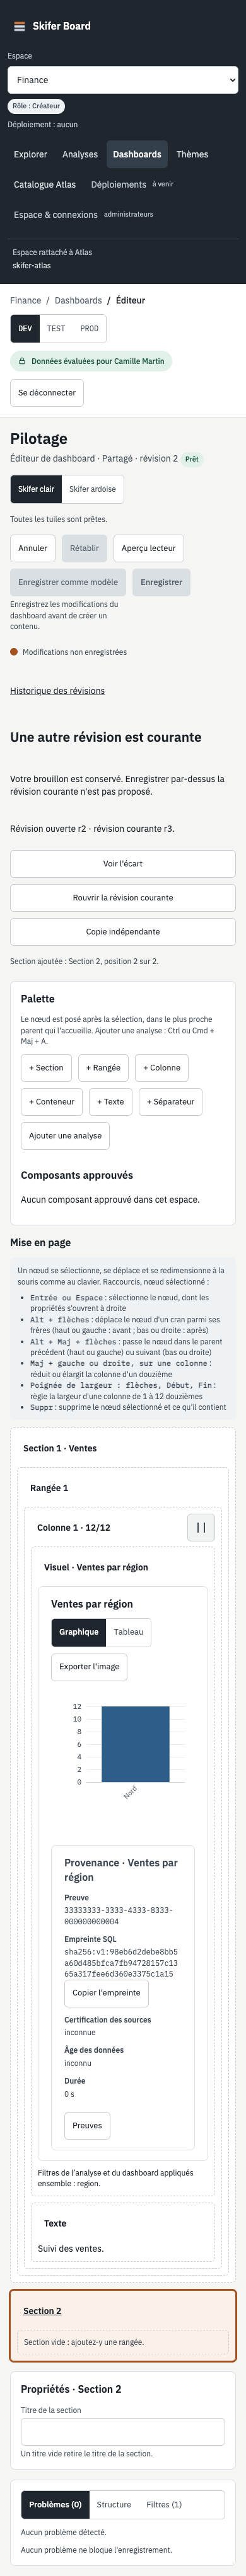 Skifer Board
Espace
Finance
Rôle : Créateur
Déploiement : aucun
Explorer Analyses Dashboards Thèmes
Catalogue Atlas Déploiements à venir
Espace & connexions administrateurs
Espace rattaché à Atlas
skifer-atlas
Finance / Dashboards / Éditeur
DEV TEST PROD
Données évaluées pour Camille Martin
Se déconnecter
Pilotage
Éditeur de dashboard · Partagé · révision 2 Prêt
Skifer clair Skifer ardoise
Toutes les tuiles sont prêtes.
Annuler Rétablir Aperçu lecteur
Enregistrer comme modèle Enregistrer
Enregistrez les modifications du
dashboard avant de créer un
contenu.
Modifications non enregistrées
Historique des révisions
Une autre révision est courante
Votre brouillon est conservé. Enregistrer par-dessus la
révision courante n'est pas proposé.
Révision ouverte r2 · révision courante r3.
Voir l'écart
Rouvrir la révision courante
Copie indépendante
Section ajoutée : Section 2, position 2 sur 2.
Palette
Le nœud est posé après la sélection, dans le plus proche
parent qui l'accueille. Ajouter une analyse : Ctrl ou Cmd +
Maj + A.
+ Section + Rangée + Colonne
+ Conteneur + Texte + Séparateur
Ajouter une analyse
Composants approuvés
Aucun composant approuvé dans cet espace.
Mise en page
Un nœud se sélectionne, se déplace et se redimensionne à la
souris comme au clavier. Raccourcis, nœud sélectionné :
• Entrée ou Espace : sélectionne le nœud, dont les
propriétés s'ouvrent à droite
• Alt + flèches : déplace le nœud d'un cran parmi ses
frères (haut ou gauche : avant ; bas ou droite : après)
• Alt + Maj + flèches : passe le nœud dans le parent
précédent (haut ou gauche) ou suivant (bas ou droite)
• Maj + gauche ou droite, sur une colonne :
réduit ou élargit la colonne d'un douzième
• Poignée de largeur : flèches, Début, Fin :
règle la largeur d'une colonne de 1 à 12 douzièmes
• Suppr : supprime le nœud sélectionné et ce qu'il contient
Section 1 · Ventes
Rangée 1
Colonne 1 · 12/12
Visuel · Ventes par région
Ventes par région
Graphique Tableau
Exporter l'image
12
10
8
6
4
2
0
Nord
Provenance · Ventes par
région
Preuve
33333333-3333-4333-8333-
000000000004
Empreinte SQL
sha256:v1:98eb6d2debe8bb5
a60d485bfca7fb94728157c13
65a317fee6d360e3375c1a15
Copier l'empreinte
Certification des sources
inconnue
Âge des données
inconnu
Durée
0 s
Preuves
Filtres de l'analyse et du dashboard appliqués
ensemble : region.
Texte
Suivi des ventes.
Section 2
Section vide : ajoutez-y une rangée.
Propriétés · Section 2
Titre de la section
Un titre vide retire le titre de la section.
Problèmes (0) Structure Filtres (1)
Aucun problème détecté.
Aucun problème ne bloque l'enregistrement.